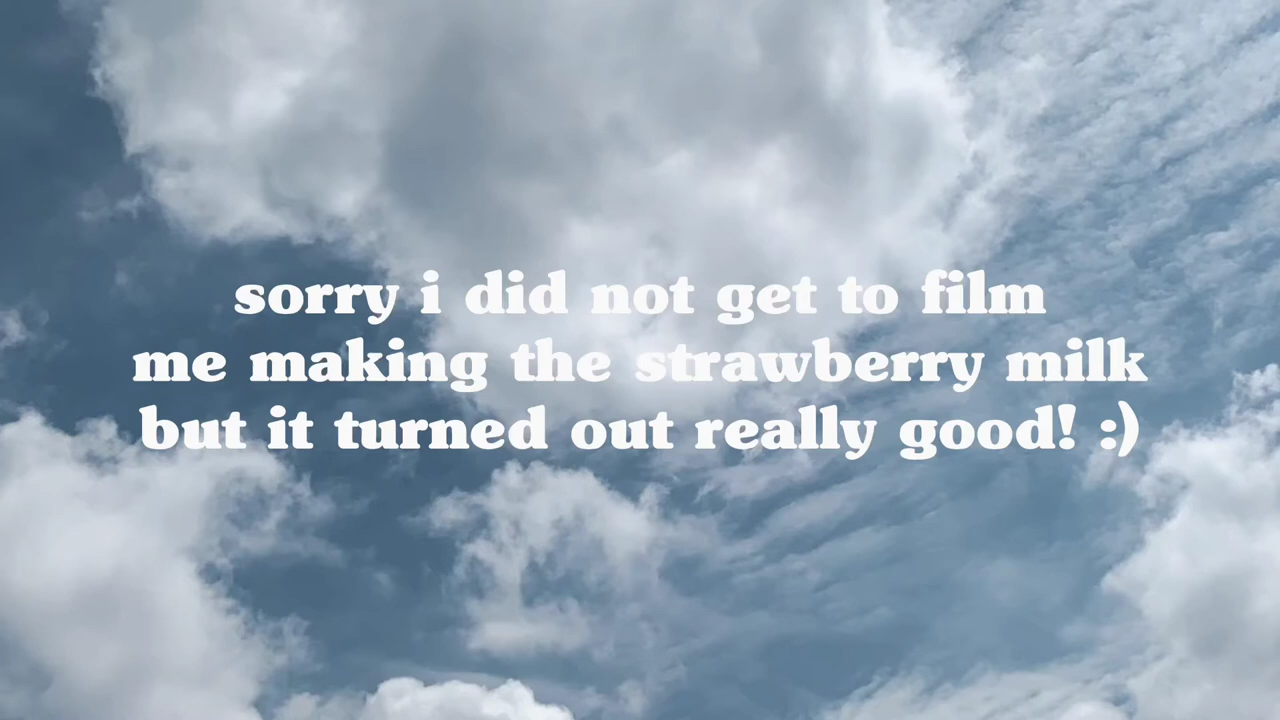 sorry i did not get to film
me making the strawberry milk
but it turned out really good! :)